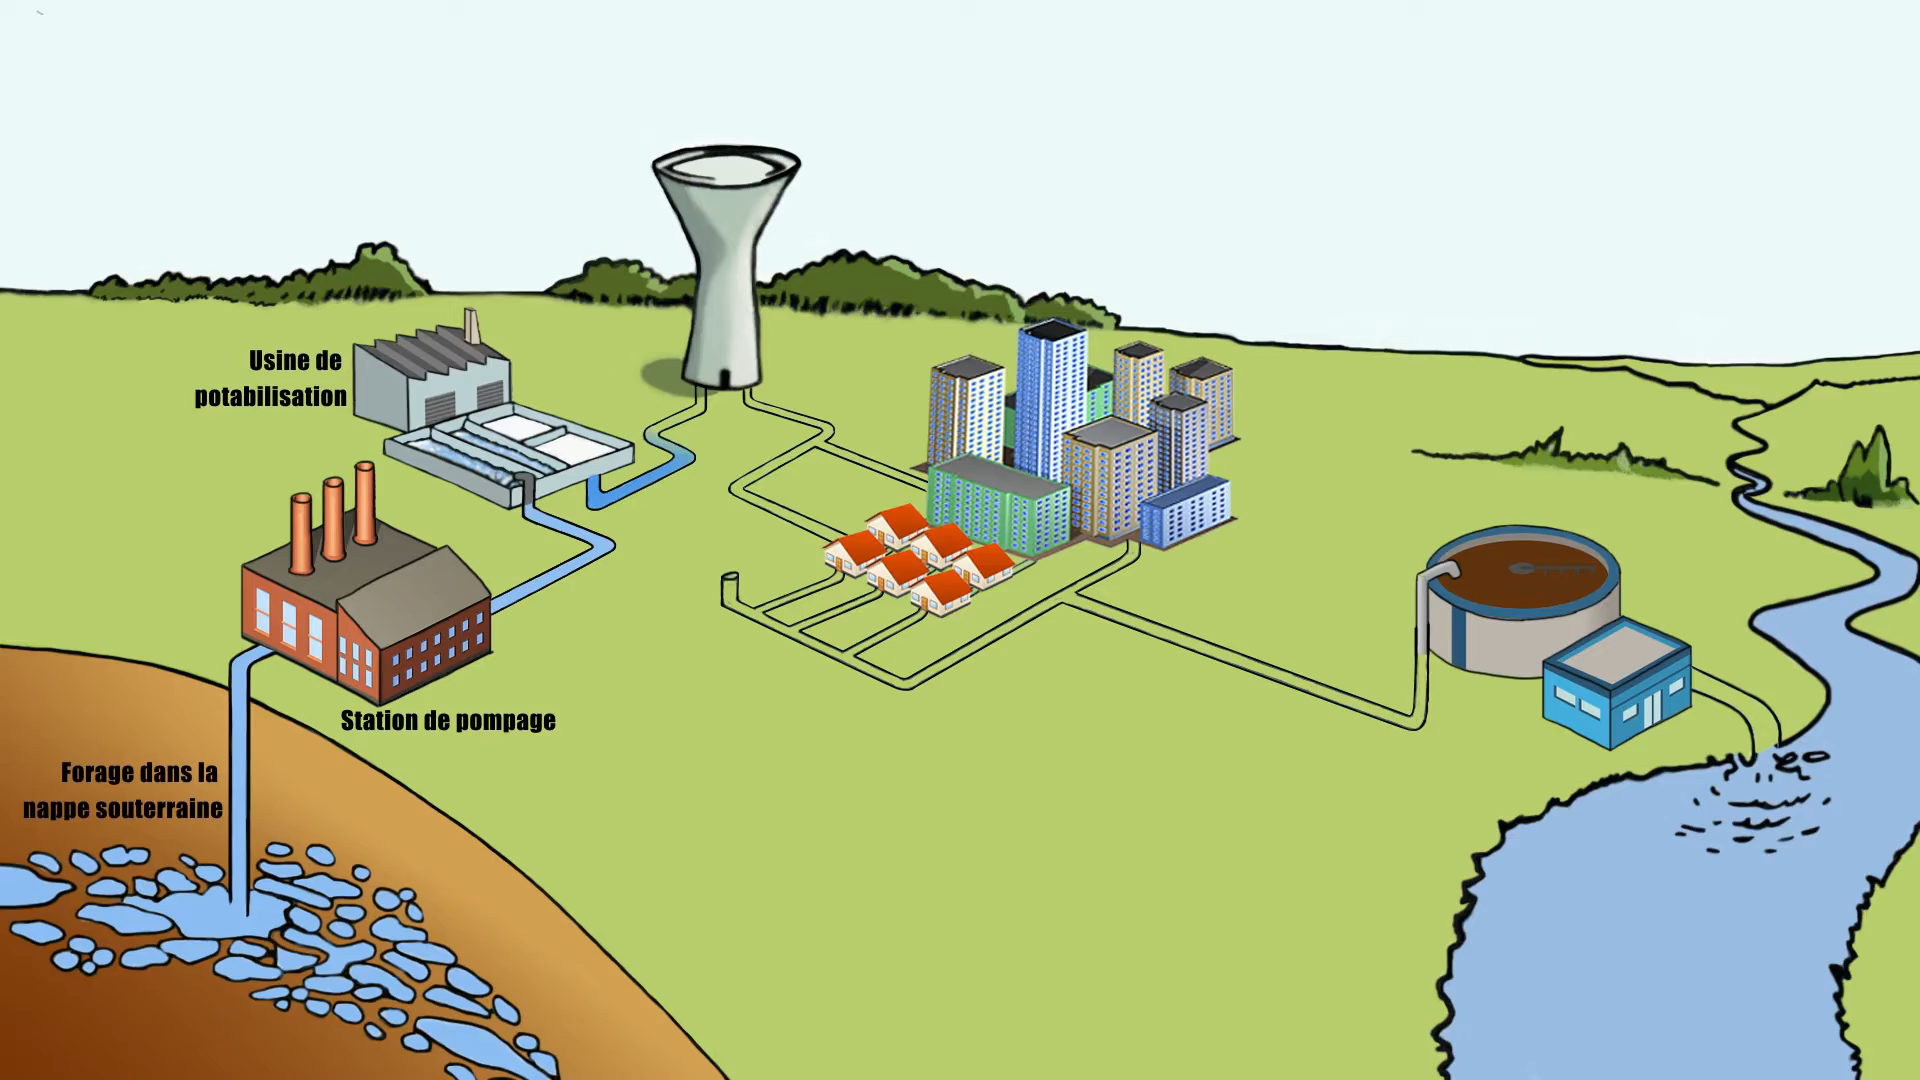 Usine de
potabilisation
Station de pompage
Forage dans la
nappe souterraine